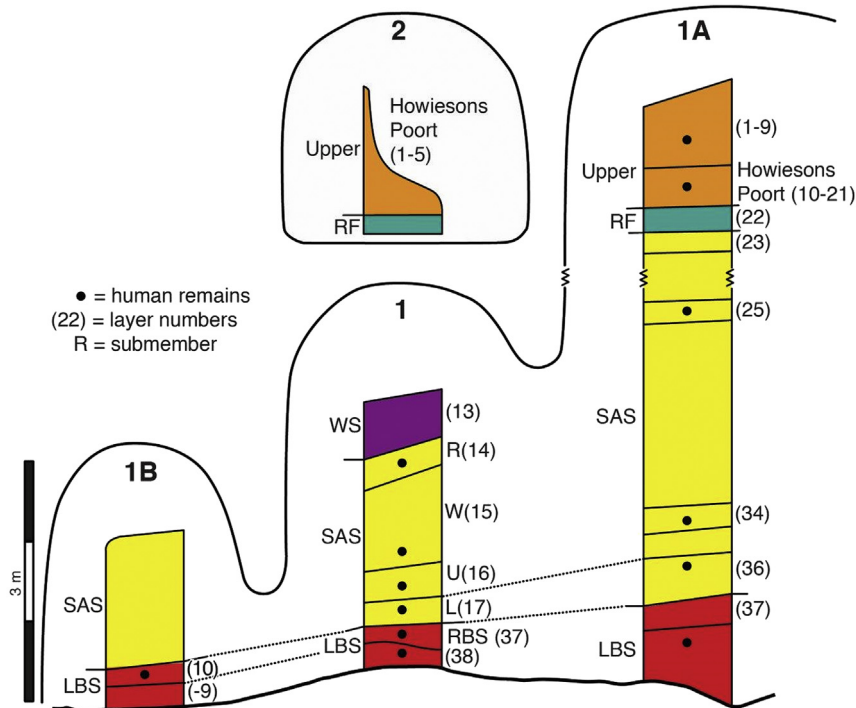 2
Howiesons
Poort
(1-5)
Upper
RF
1A
(1-9)
Upper
Howiesons
Poort (10-21)
RF
(22)
(23)
(25)
SAS
(34)
(36)
(37)
LBS
● = human remains
(22) = layer numbers
R = submember
1
WS
(13)
R(14)
W(15)
SAS
U(16)
L(17)
LBS
RBS (37)
(38)
1B
SAS
(10)
LBS
(-9)
3 m